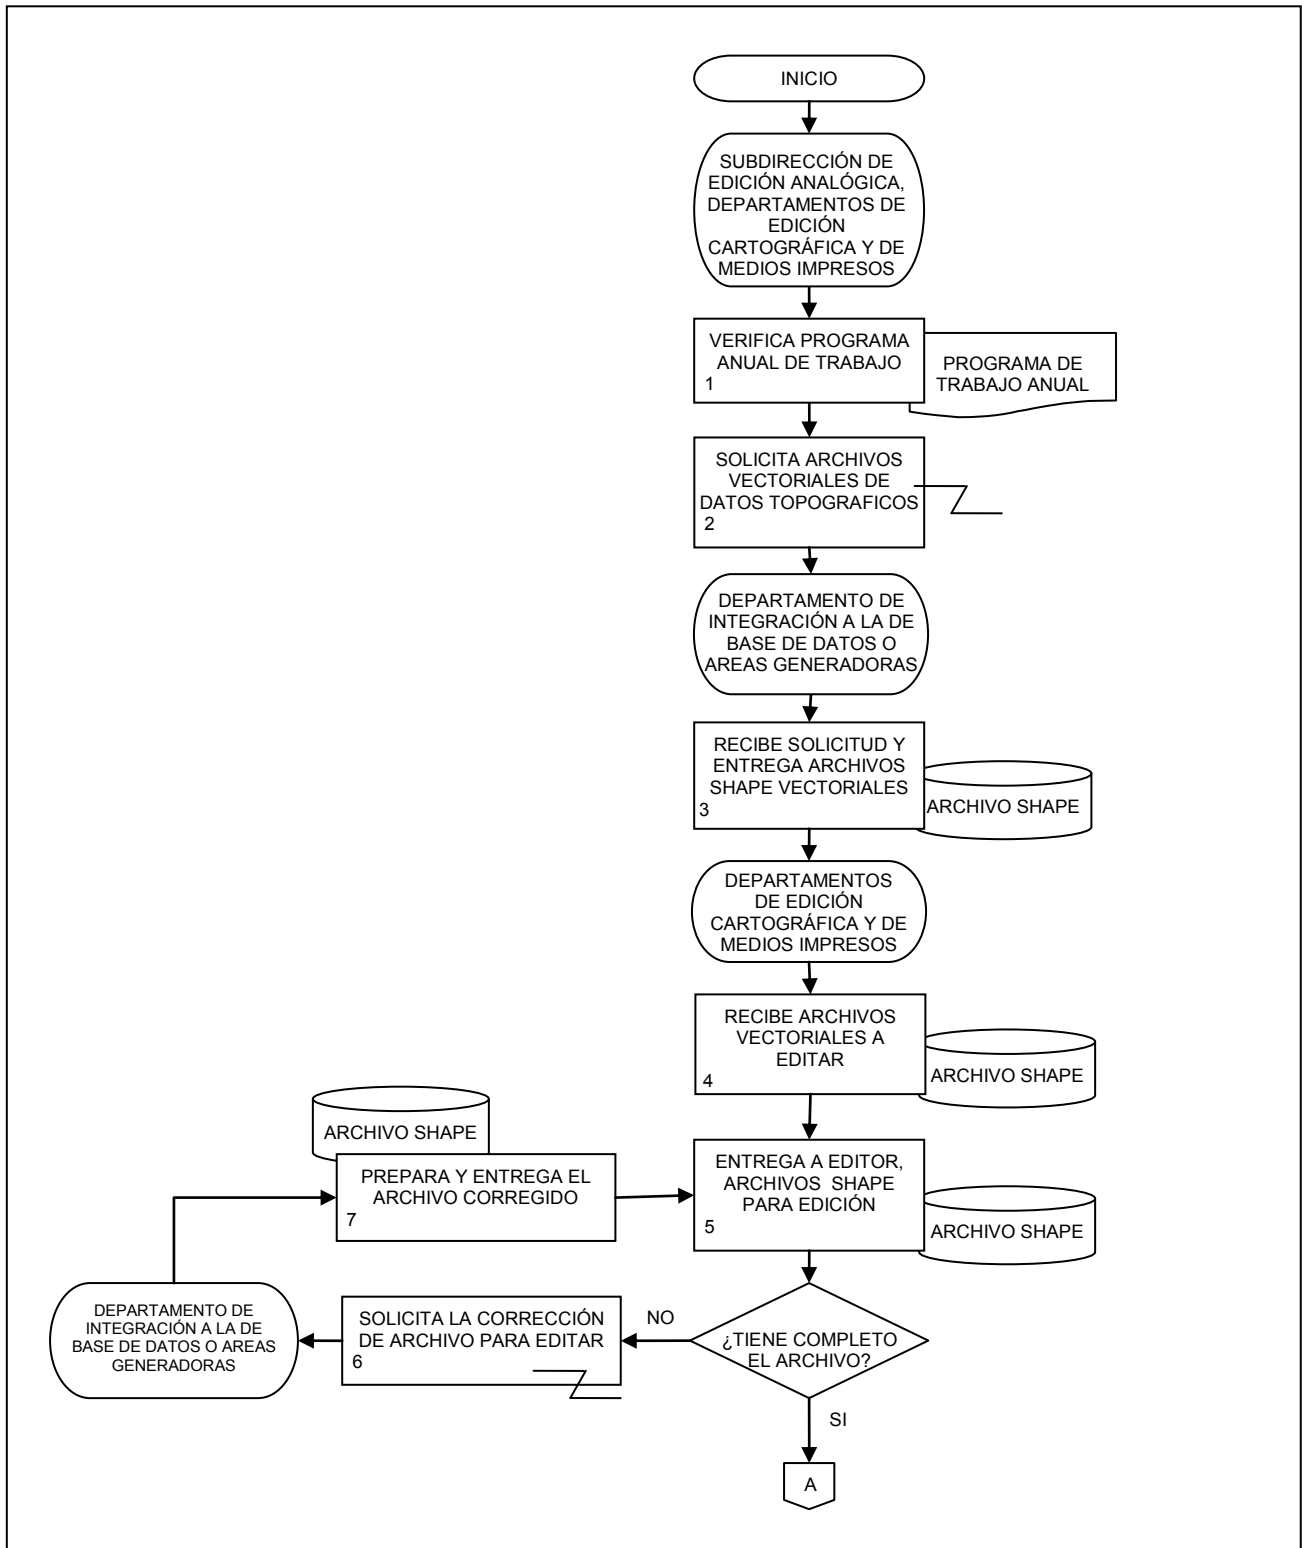 INICIO
SUBDIRECCIÓN DE
EDICIÓN ANALÓGICA,
DEPARTAMENTOS DE
EDICIÓN
CARTOGRÁFICA Y DE
MEDIOS IMPRESOS
VERIFICA PROGRAMA
ANUAL DE TRABAJO
1
PROGRAMA DE
TRABAJO ANUAL
SOLICITA ARCHIVOS
VECTORIALES DE
DATOS TOPOGRAFICOS
2
DEPARTAMENTO DE
INTEGRACIÓN A LA DE
BASE DE DATOS O
AREAS GENERADORAS
RECIBE SOLICITUD Y
ENTREGA ARCHIVOS
SHAPE VECTORIALES
3
ARCHIVO SHAPE
DEPARTAMENTOS
DE EDICIÓN
CARTOGRÁFICA Y DE
MEDIOS IMPRESOS
RECIBE ARCHIVOS
VECTORIALES A
EDITAR
4
ARCHIVO SHAPE
ARCHIVO SHAPE
PREPARA Y ENTREGA EL
ARCHIVO CORREGIDO
7
ENTREGA A EDITOR,
ARCHIVOS SHAPE
PARA EDICIÓN
5
ARCHIVO SHAPE
DEPARTAMENTO DE
INTEGRACIÓN A LA DE
BASE DE DATOS O AREAS
GENERADORAS
SOLICITA LA CORRECCIÓN
DE ARCHIVO PARA EDITAR
6
NO
¿TIENE COMPLETO
EL ARCHIVO?
SI
A